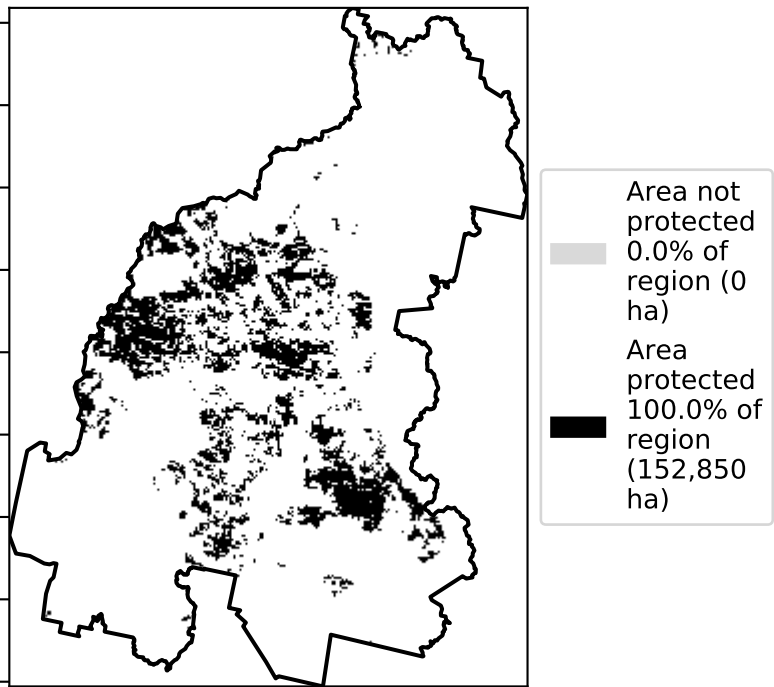 Area not
protected
0.0% of
region (0
ha)
Area
protected
100.0% of
region
(152,850
ha)